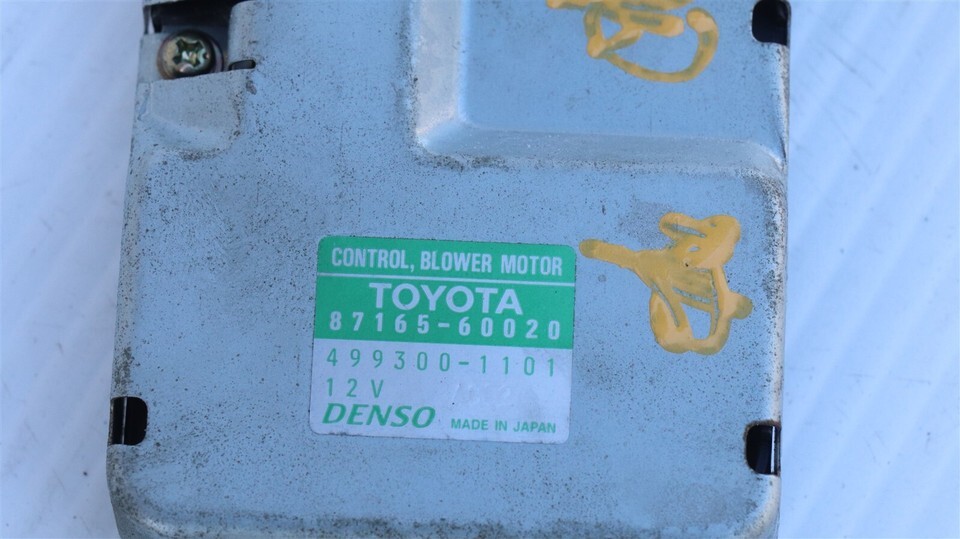 CONTROL, BLOWER MOTOR
TOYOTA
87165-60020
499300-1101
12V
DENSO MADE IN JAPAN